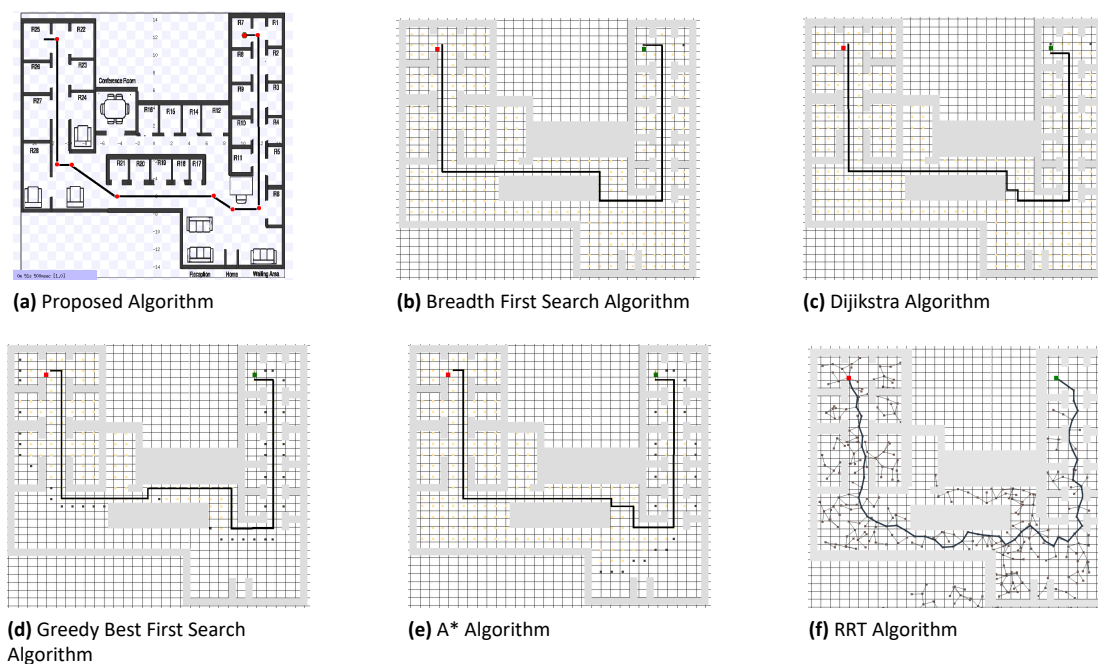 R25
R22
R7
R1
R8
R2
R26
R23
R27
R24
Conference Room
R9
R3
R15
R14
R12
R10
R4
R28
R21
R20
R19
R18
R17
R11
R5
Reception
Home
Waiting Area
(a) Proposed Algorithm
(b) Breadth First Search Algorithm
(c) Dijikstra Algorithm
(d) Greedy Best First Search
Algorithm
(e) A* Algorithm
(f) RRT Algorithm